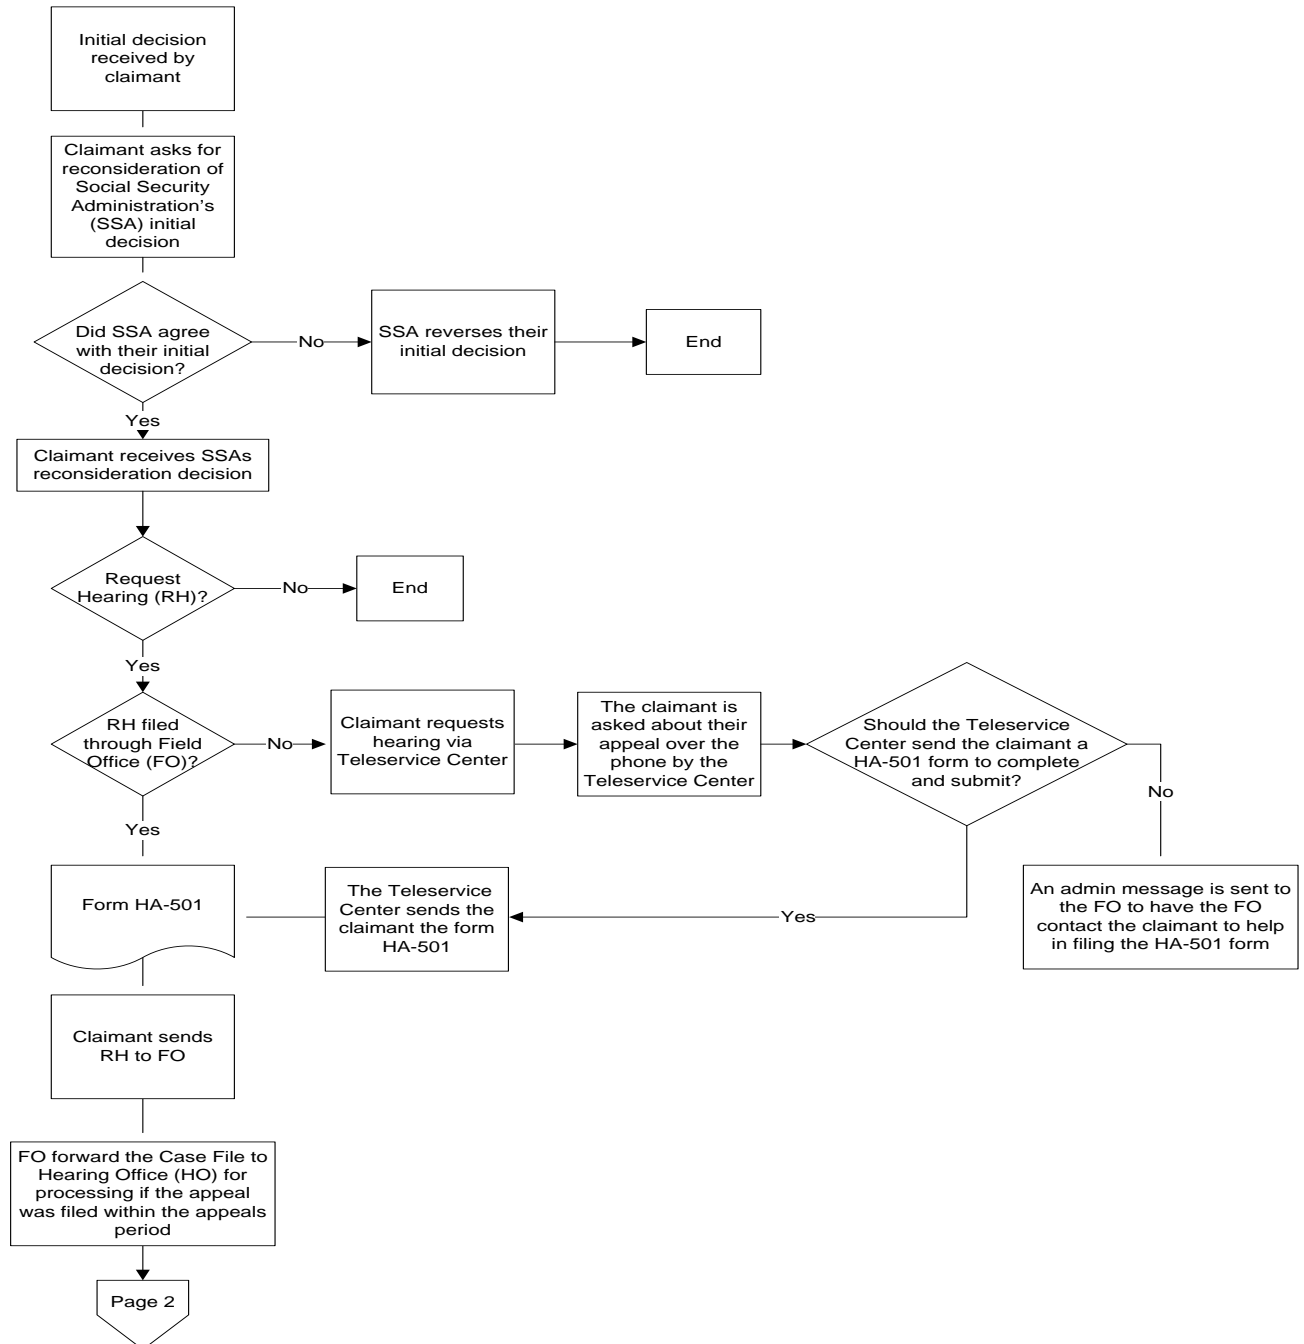 Initial decision
received by
claimant
Claimant asks for
reconsideration of
Social Security
Administration's
(SSA) initial
decision
Did SSA agree
with their initial
decision?
No
SSA reverses their
initial decision
End
Yes
Claimant receives SSAs
reconsideration decision
Request
Hearing (RH)?
No
End
Yes
RH filed
through Field
Office (FO)?
No
Claimant requests
hearing via
Teleservice Center
The claimant is
asked about their
appeal over the
phone by the
Teleservice Center
Should the Teleservice
Center send the claimant a
HA-501 form to complete
and submit?
No
Yes
Form HA-501
The Teleservice
Center sends the
claimant the form
HA-501
Yes
An admin message is sent to
the FO to have the FO
contact the claimant to help
in filing the HA-501 form
Claimant sends
RH to FO
FO forward the Case File to
Hearing Office (HO) for
processing if the appeal
was filed within the appeals
period
Page 2